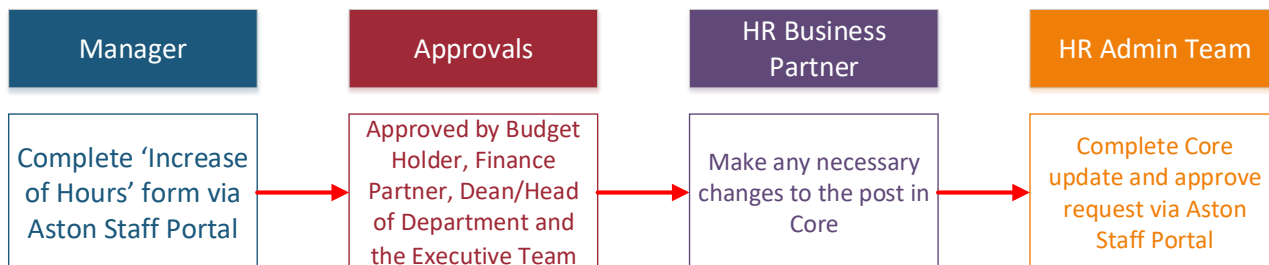 Manager
Approvals
HR Business
Partner
HR Admin Team
Complete ‘Increase
of Hours’ form via
Aston Staff Portal
Approved by Budget
Holder, Finance
Partner, Dean/Head
of Department and
the Executive Team
Make any necessary
changes to the post in
Core
Complete Core
update and approve
request via Aston
Staff Portal